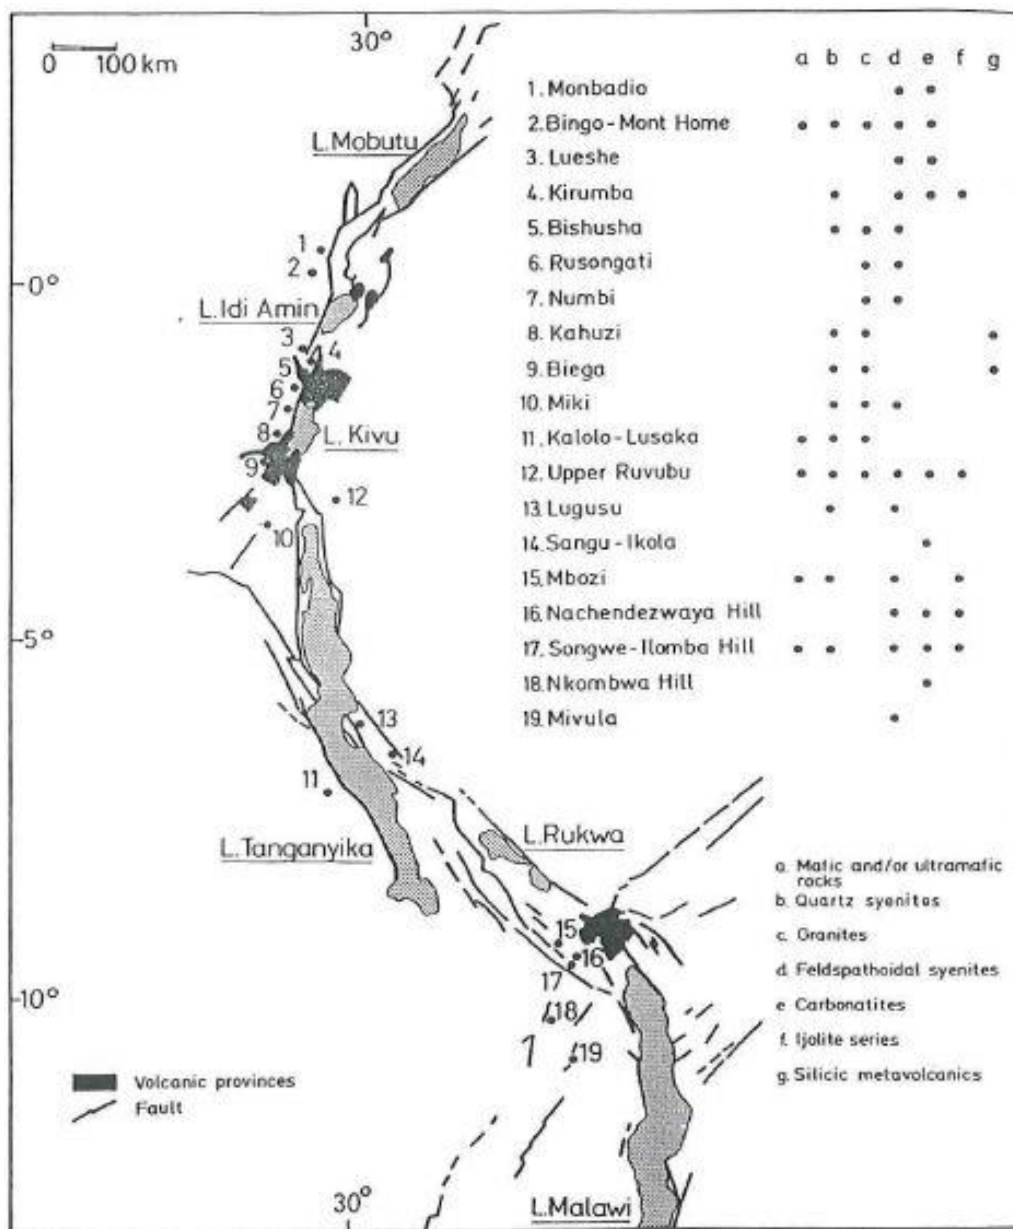 30°
0 100 km
a b c d e f g
1. Monbadio
2. Bingo-Mont Home
3. Lueshe
4. Kirumba
5. Bishusha
6. Rusongati
7. Numbi
8. Kahuzi
9. Biega
10. Miki
11. Kalolo-Lusaka
12. Upper Ruvubu
13. Lugusu
14. Sangu-Ikola
15. Mbozi
16. Nachendezwaya Hill
17. Songwe-Ilomba Hill
18. Nkombwa Hill
19. Mivula
L. Mobutu
1
2
0°
L. Idi Amin
3
4
5
6
7
L. Kivu
8
9
12
10
5°
13
14
11
L. Rukwa
L. Tanganyika
15
16
17
10°
18
19
a. Mafic and/or ultramafic
rocks
b. Quartz syenites
c. Granites
d. Feldspathoidal syenites
e Carbonatites
f. Ijolite series
g. Silicic metavolcanics
Volcanic provinces
Fault
30°
L. Malawi